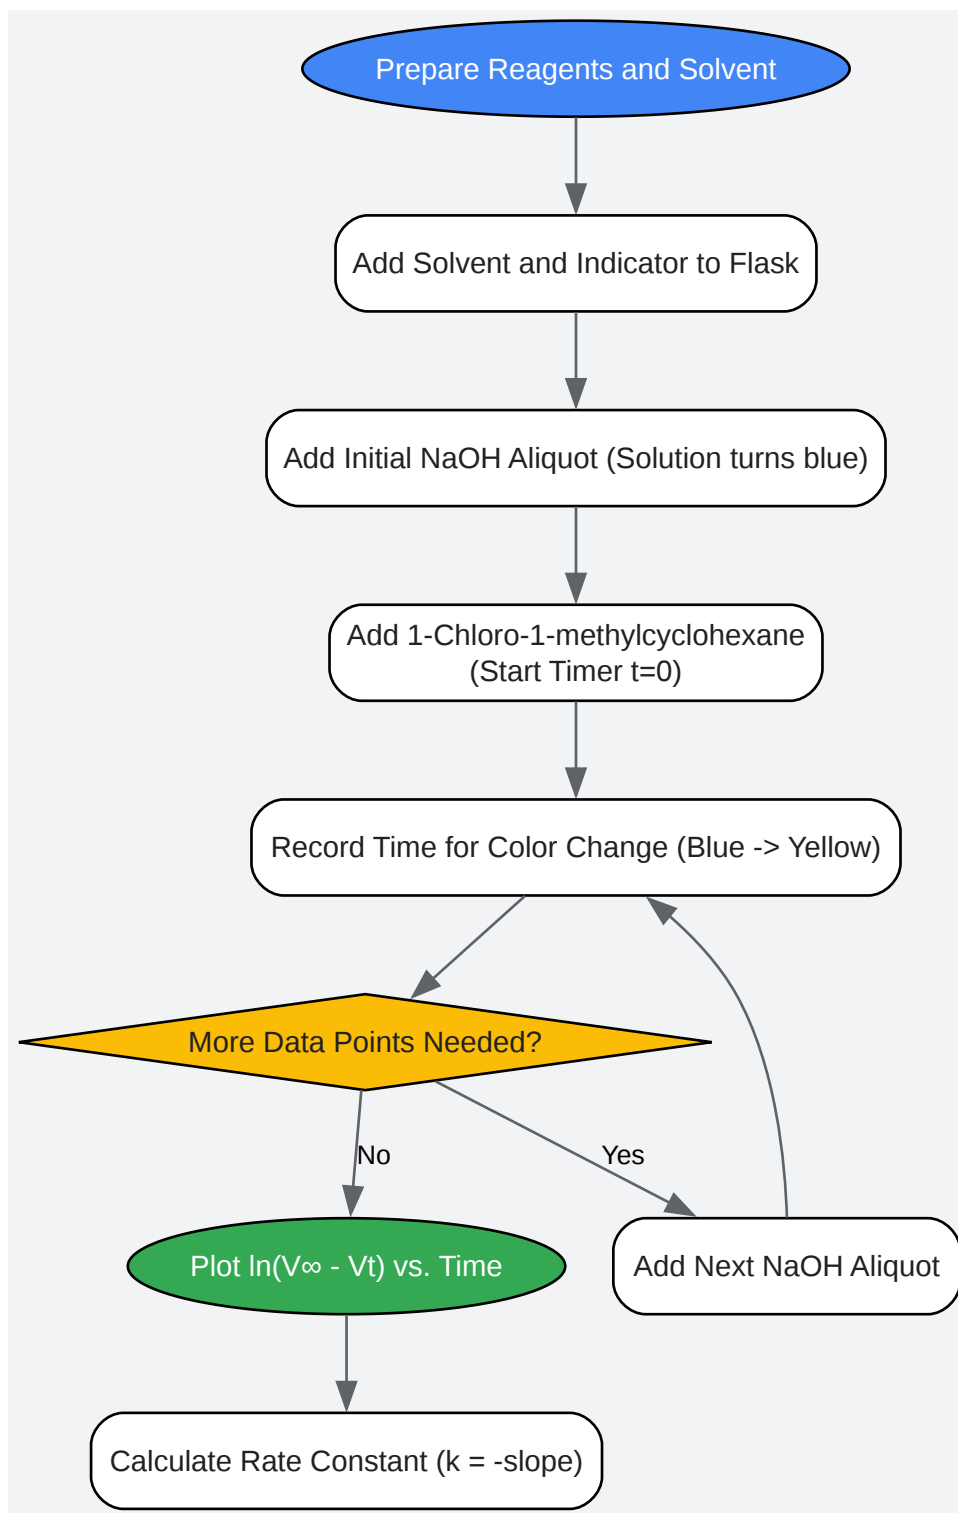 Prepare Reagents and Solvent
Add Solvent and Indicator to Flask
Add Initial NaOH Aliquot (Solution turns blue)
Add 1-Chloro-1-methylcyclohexane
(Start Timer t=0)
Record Time for Color Change (Blue -> Yellow)
More Data Points Needed?
No
Yes
Plot ln(V∞ - Vt) vs. Time
Add Next NaOH Aliquot
Calculate Rate Constant (k = -slope)